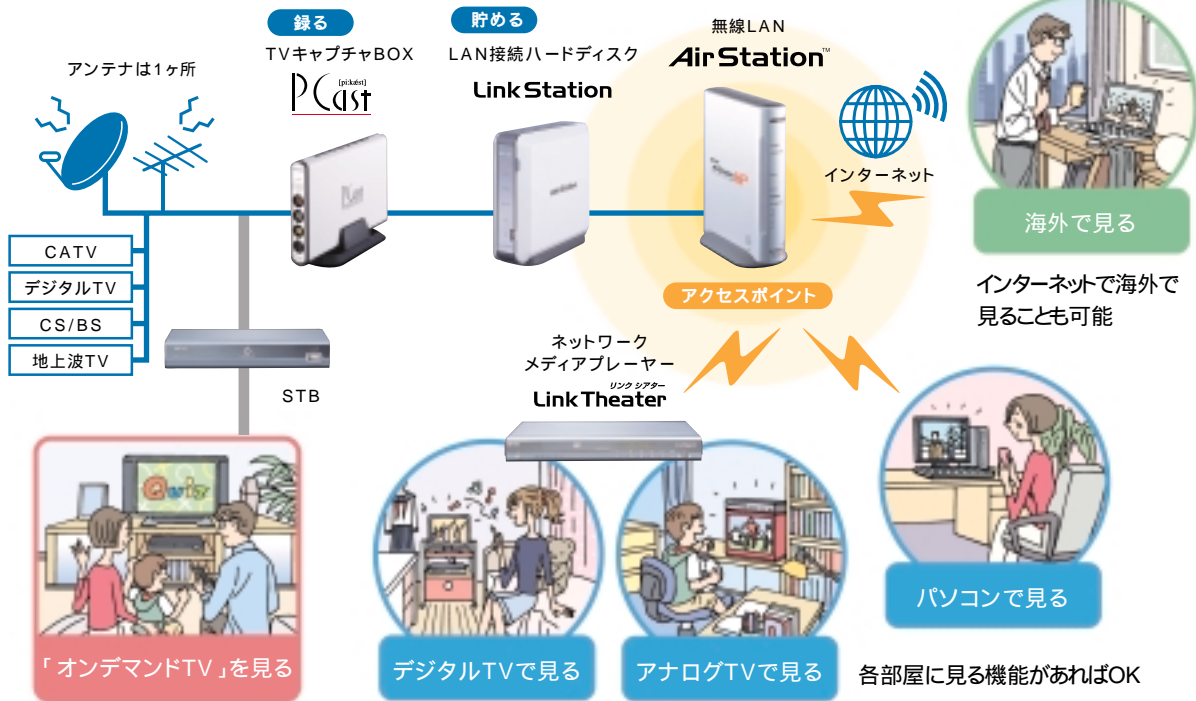 録る
TVキャプチャBOX
[pi:kæst]
PCast
貯める
LAN接続ハードディスク
LinkStation
無線LAN
AirStation™
アンテナは1ヶ所
インターネット
海外で見る
インターネットで海外で
見ることも可能
CATV
デジタルTV
CS/BS
地上波TV
STB
アクセスポイント
ネットワーク
メディアプレーヤー
リンク シアター
LinkTheater
Quiz
「オンデマンドTV」を見る
デジタルTVで見る
アナログTVで見る
パソコンで見る
各部屋に見る機能があればOK